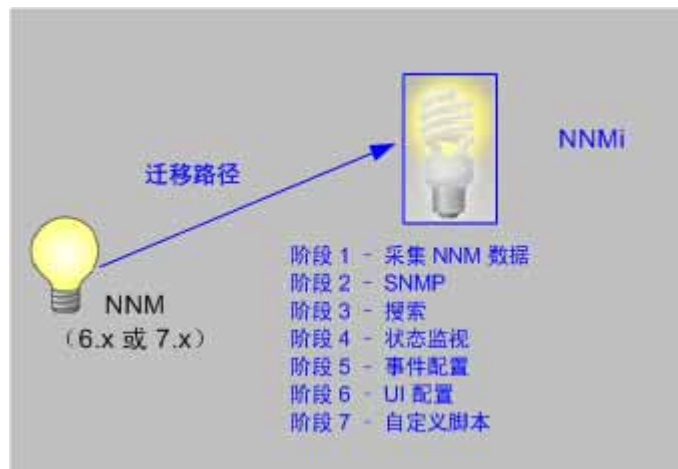 NNMi
迁移路径
NNM
（6.x 或 7.x）
阶段 1 - 采集 NNM 数据
阶段 2 - SNMP
阶段 3 - 搜索
阶段 4 - 状态监视
阶段 5 - 事件配置
阶段 6 - UI 配置
阶段 7 - 自定义脚本